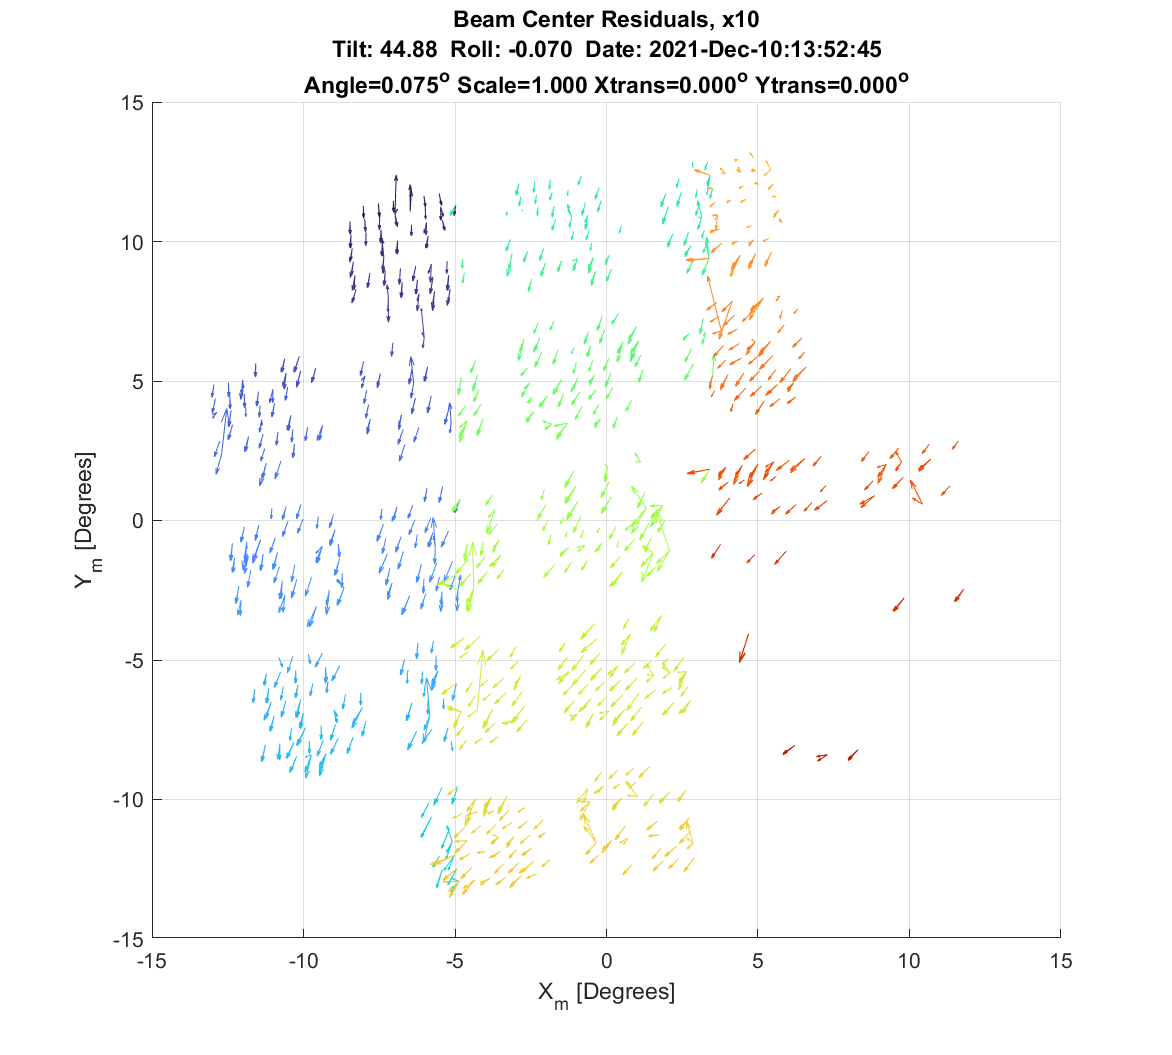 Beam Center Residuals, x10
Tilt: 44.88 Roll: -0.070 Date: 2021-Dec-10:13:52:45
Angle=0.075° Scale=1.000 Xtrans=0.000° Ytrans=0.000°
15
10
5
0
-5
-10
-15
Y_m [Degrees]
-15 -10 -5 0 5 10 15
X_m [Degrees]